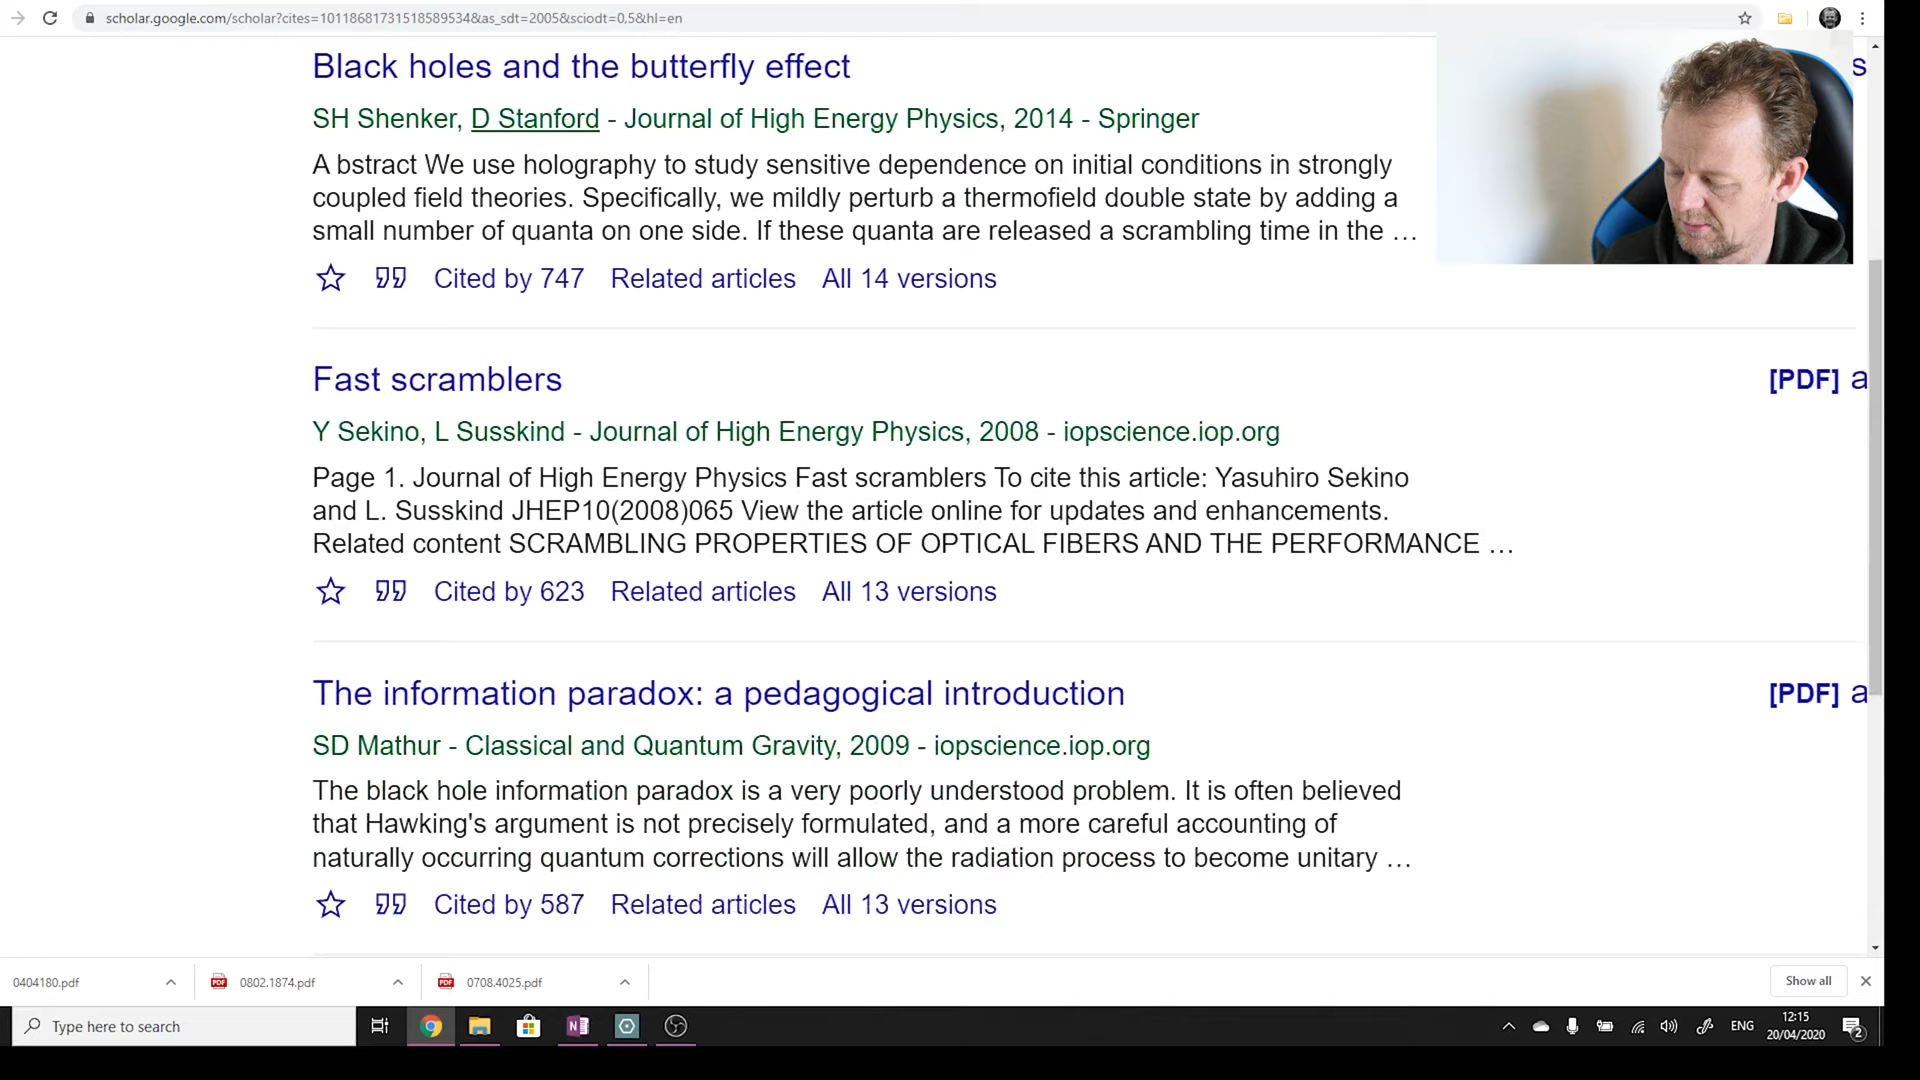 scholar.google.com/scholar?cites=10118681731518589534&as_sdt=2005&sciodt=0,5&hl=en
Black holes and the butterfly effect
s
SH Shenker, D Stanford - Journal of High Energy Physics, 2014 - Springer
A bstract We use holography to study sensitive dependence on initial conditions in strongly
coupled field theories. Specifically, we mildly perturb a thermofield double state by adding a
small number of quanta on one side. If these quanta are released a scrambling time in the …
Cited by 747 Related articles All 14 versions
Fast scramblers
[PDF] a
Y Sekino, L Susskind - Journal of High Energy Physics, 2008 - iopscience.iop.org
Page 1. Journal of High Energy Physics Fast scramblers To cite this article: Yasuhiro Sekino
and L. Susskind JHEP10(2008)065 View the article online for updates and enhancements.
Related content SCRAMBLING PROPERTIES OF OPTICAL FIBERS AND THE PERFORMANCE …
Cited by 623 Related articles All 13 versions
The information paradox: a pedagogical introduction
[PDF] a
SD Mathur - Classical and Quantum Gravity, 2009 - iopscience.iop.org
The black hole information paradox is a very poorly understood problem. It is often believed
that Hawking's argument is not precisely formulated, and a more careful accounting of
naturally occurring quantum corrections will allow the radiation process to become unitary …
Cited by 587 Related articles All 13 versions
0404180.pdf 0802.1874.pdf 0708.4025.pdf Show all
Type here to search
ENG
12:15
20/04/2020
2